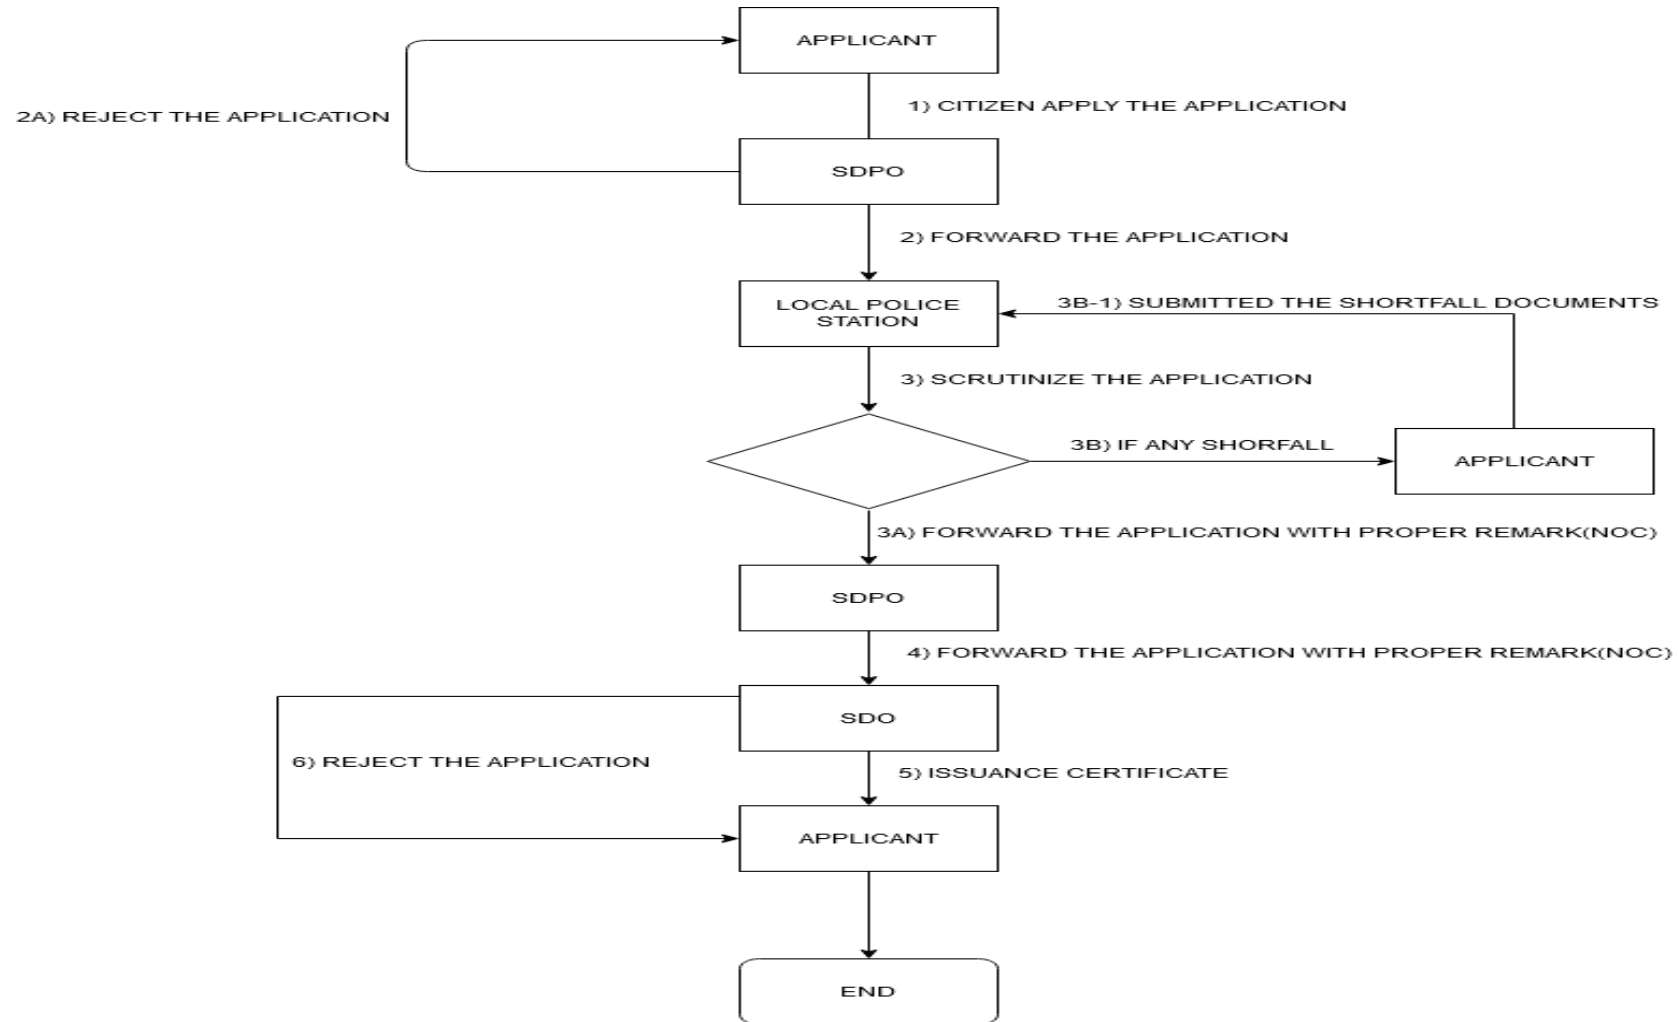 APPLICANT
2A) REJECT THE APPLICATION
1) CITIZEN APPLY THE APPLICATION
SDPO
2) FORWARD THE APPLICATION
LOCAL POLICE
STATION
3B-1) SUBMITTED THE SHORTFALL DOCUMENTS
3) SCRUTINIZE THE APPLICATION
3B) IF ANY SHORFALL
APPLICANT
3A) FORWARD THE APPLICATION WITH PROPER REMARK(NOC)
SDPO
4) FORWARD THE APPLICATION WITH PROPER REMARK(NOC)
SDO
6) REJECT THE APPLICATION
5) ISSUANCE CERTIFICATE
APPLICANT
END